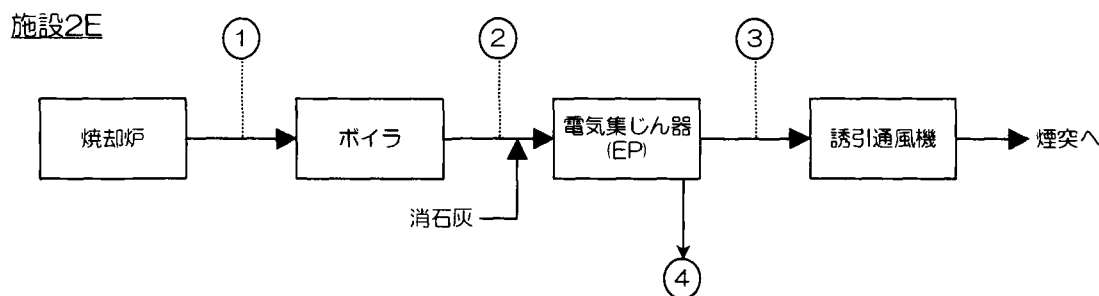 施設2E
① ② ③
焼却炉
ボイラ
電気集じん器
(EP)
誘引通風機
煙突へ
消石灰
④